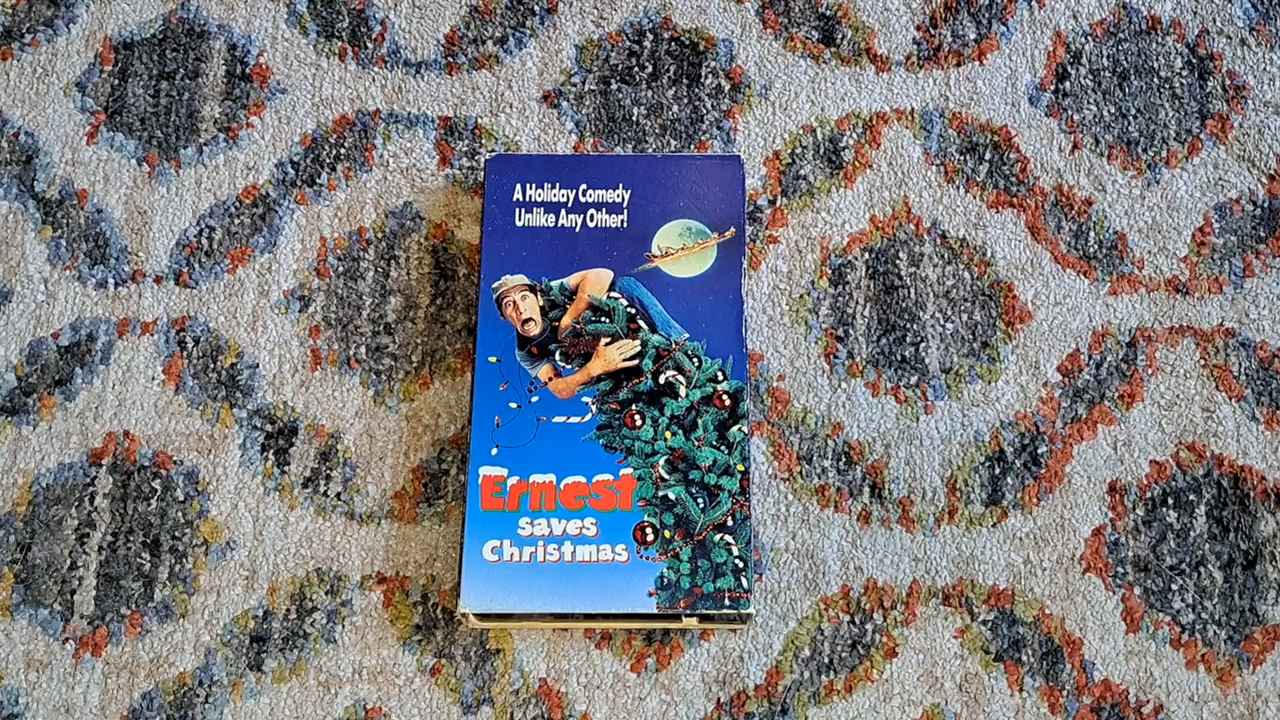 A Holiday Comedy
Unlike Any Other!
Ernest
saves
Christmas